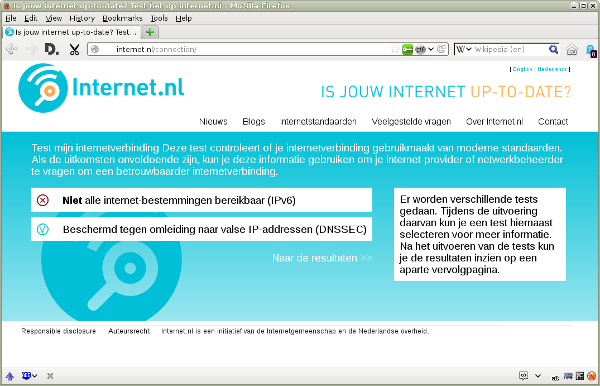 Is jouw internet up-to-date? Test het op Internet.nl - Mozilla Firefox
File Edit View History Bookmarks Tools Help
Is jouw internet up-to-date? Test ...
internet.nl/connection/
Wikipedia (en)
English | Nederlands
Internet.nl
IS JOUW INTERNET UP-TO-DATE?
Nieuws Blogs Internetstandaarden Veelgestelde vragen Over Internet.nl Contact
Test mijn internetverbinding Deze test controleert of je internetverbinding gebruikmaakt van moderne standaarden.
Als de uitkomsten onvoldoende zijn, kun je deze informatie gebruiken om je internet provider of netwerkbeheerder
te vragen om een betrouwbaarder internetverbinding.
Niet alle internet-bestemmingen bereikbaar (IPv6)
Beschermd tegen omleiding naar valse IP-addressen (DNSSEC)
Naar de resultaten >>
Er worden verschillende tests
gedaan. Tijdens de uitvoering
daarvan kun je een test hiernaast
selecteren voor meer informatie.
Na het uitvoeren van de tests kun
je de resultaten inzien op een
aparte vervolgpagina.
Responsible disclosure Auteursrecht Internet.nl is een initiatief van de Internetgemeenschap en de Nederlandse overheid.